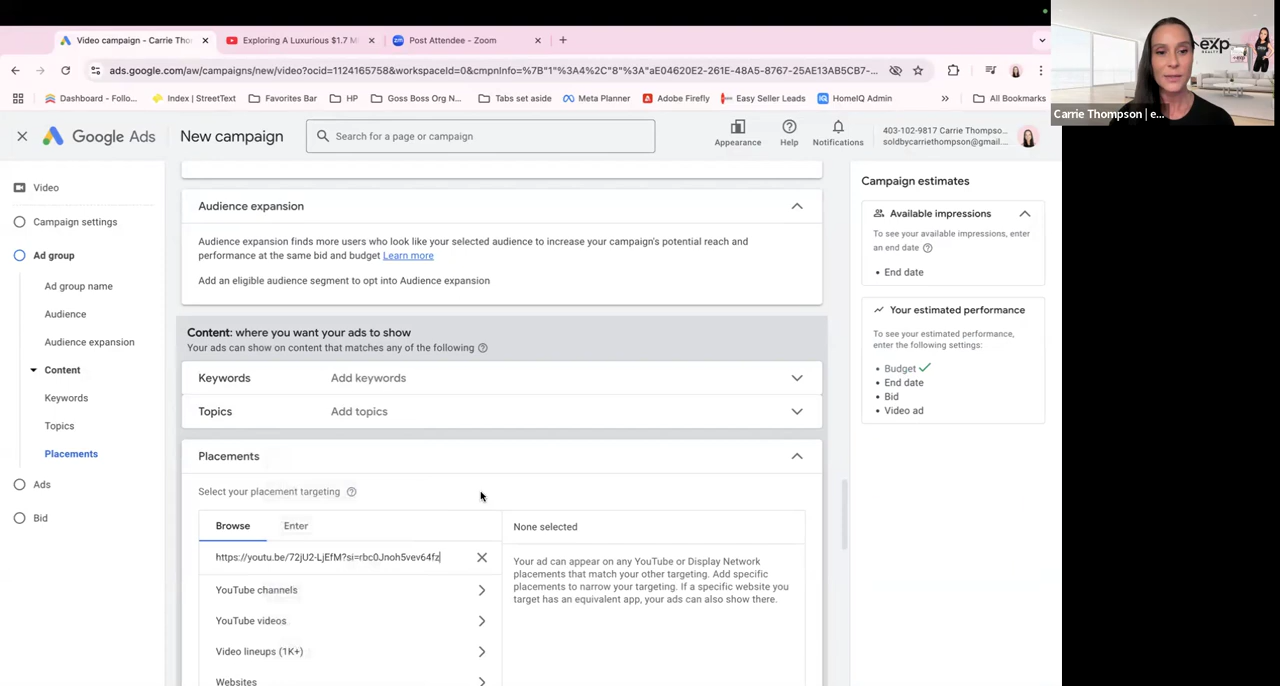 Video campaign - Carrie Tho
Exploring A Luxurious $1.7 M
Post Attendee - Zoom
ads.google.com/aw/campaigns/new/video?ocid=1124165758&workspaceId=0&cmpnInfo=%7B"1"%3A4%2C"8"%3A"aE04620E2-261E-48A5-8767-25AE13AB5CB7-...
Dashboard - Follo...
Index | StreetText
Favorites Bar
HP
Goss Boss Org N...
Tabs set aside
Meta Planner
Adobe Firefly
Easy Seller Leads
HomeIQ Admin
All Bookmarks
exp
Carrie Thompson | e...
Google Ads
New campaign
Search for a page or campaign
Appearance
Help
Notifications
403-102-9817 Carrie Thompso...
soldbycarriethompson@gmail....
Video
Campaign settings
Ad group
Ad group name
Audience
Audience expansion
Content
Keywords
Topics
Placements
Ads
Bid
Audience expansion
Audience expansion finds more users who look like your selected audience to increase your campaign's potential reach and
performance at the same bid and budget Learn more
Add an eligible audience segment to opt into Audience expansion
Content: where you want your ads to show
Your ads can show on content that matches any of the following
Keywords Add keywords
Topics Add topics
Placements
Select your placement targeting
Browse Enter
https://youtu.be/72jU2-LjEfM?si=rbc0Jnoh5vev64fz
YouTube channels
YouTube videos
Video lineups (1K+)
Websites
None selected
Your ad can appear on any YouTube or Display Network
placements that match your other targeting. Add specific
placements to narrow your targeting. If a specific website you
target has an equivalent app, your ads can also show there.
Campaign estimates
Available impressions
To see your available impressions, enter
an end date
• End date
Your estimated performance
To see your estimated performance,
enter the following settings:
• Budget
• End date
• Bid
• Video ad